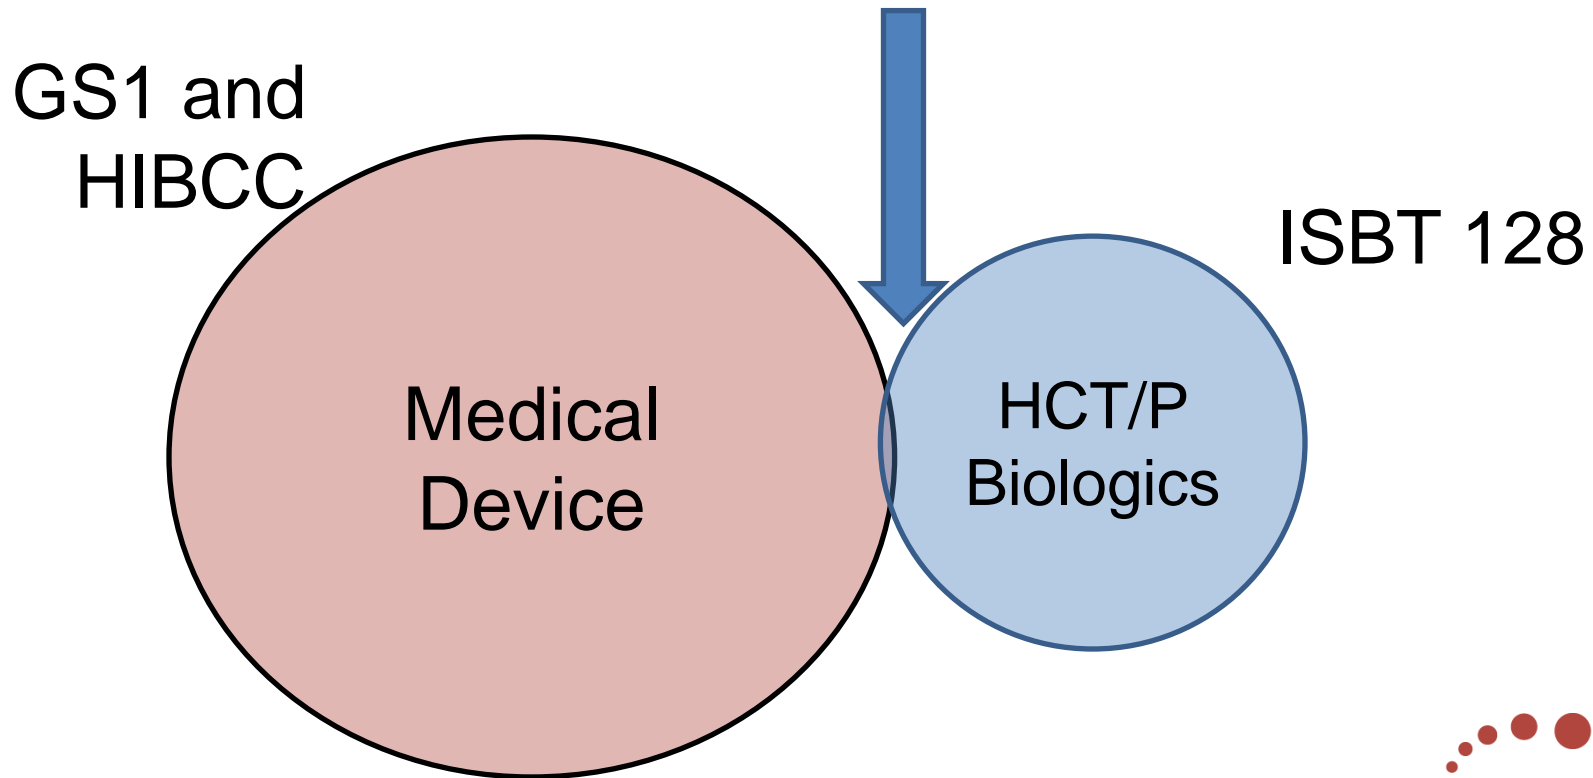 GS1 and
HIBCC
ISBT 128
Medical
Device
HCT/P
Biologics